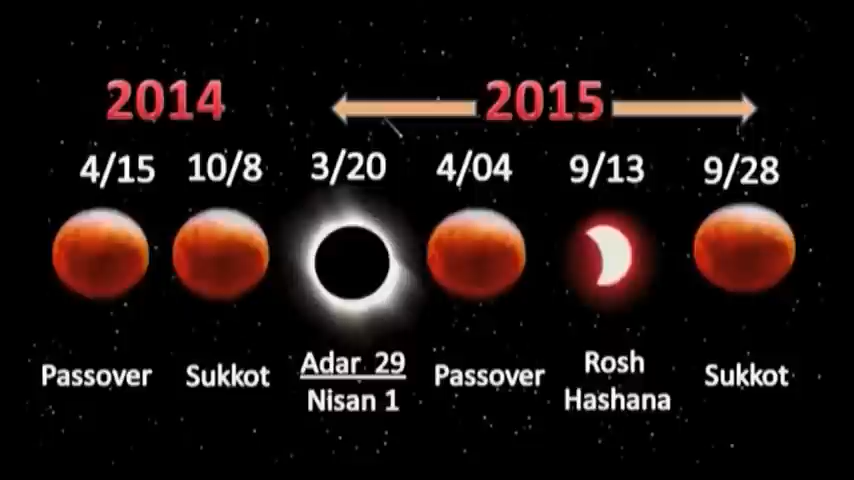 2014 2015
4/15 10/8 3/20 4/04 9/13 9/28
Passover
Sukkot
Adar 29
Nisan 1
Passover
Rosh
Hashana
Sukkot